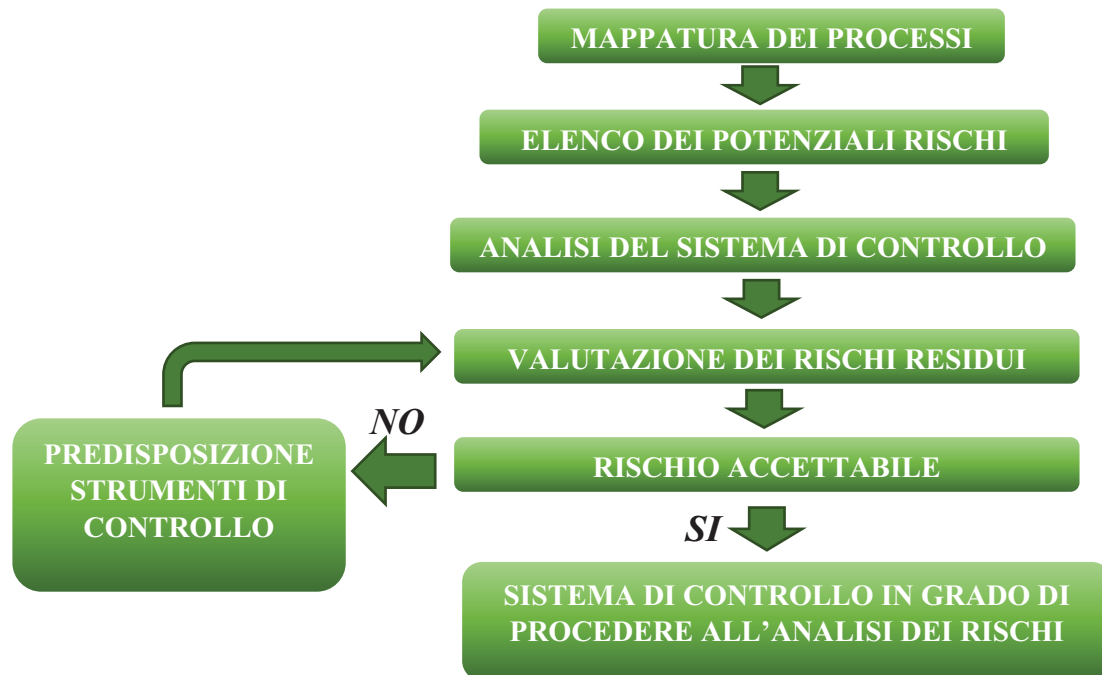 MAPPATURA DEI PROCESSI
ELENCO DEI POTENZIALI RISCHI
ANALISI DEL SISTEMA DI CONTROLLO
VALUTAZIONE DEI RISCHI RESIDUI
NO
PREDISPOSIZIONE
STRUMENTI DI
CONTROLLO
RISCHIO ACCETTABILE
SI
SISTEMA DI CONTROLLO IN GRADO DI
PROCEDERE ALL’ANALISI DEI RISCHI